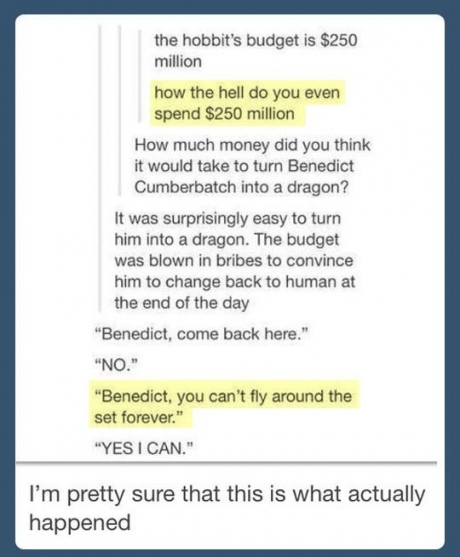 the hobbit's budget is $250
million
how the hell do you even
spend $250 million
How much money did you think
it would take to turn Benedict
Cumberbatch into a dragon?
It was surprisingly easy to turn
him into a dragon. The budget
was blown in bribes to convince
him to change back to human at
the end of the day
“Benedict, come back here.”
“NO.”
“Benedict, you can't fly around the
set forever.”
“YES I CAN.”
I'm pretty sure that this is what actually
happened